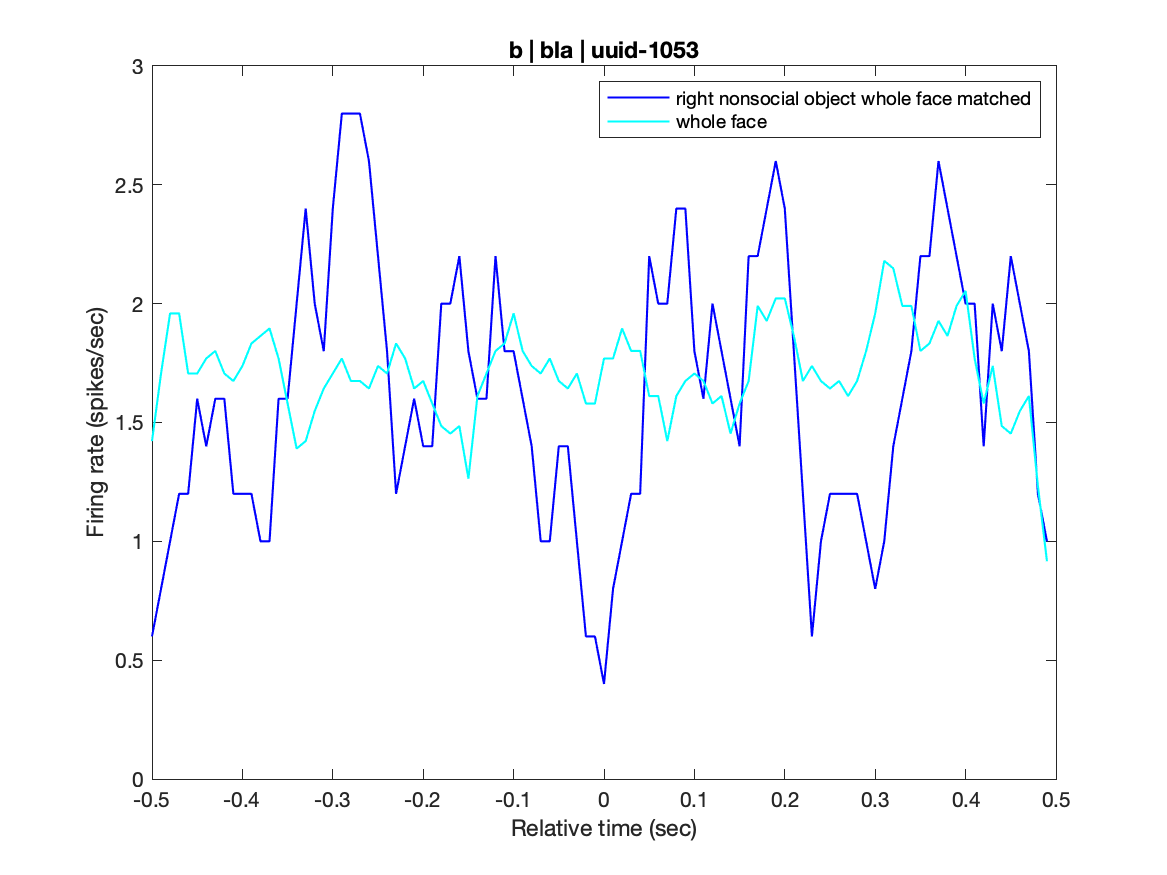 b | bla | uuid-1053
right nonsocial object whole face matched
whole face
3
2.5
2
1.5
1
0.5
0
Firing rate (spikes/sec)
-0.5 -0.4 -0.3 -0.2 -0.1 0 0.1 0.2 0.3 0.4 0.5
Relative time (sec)